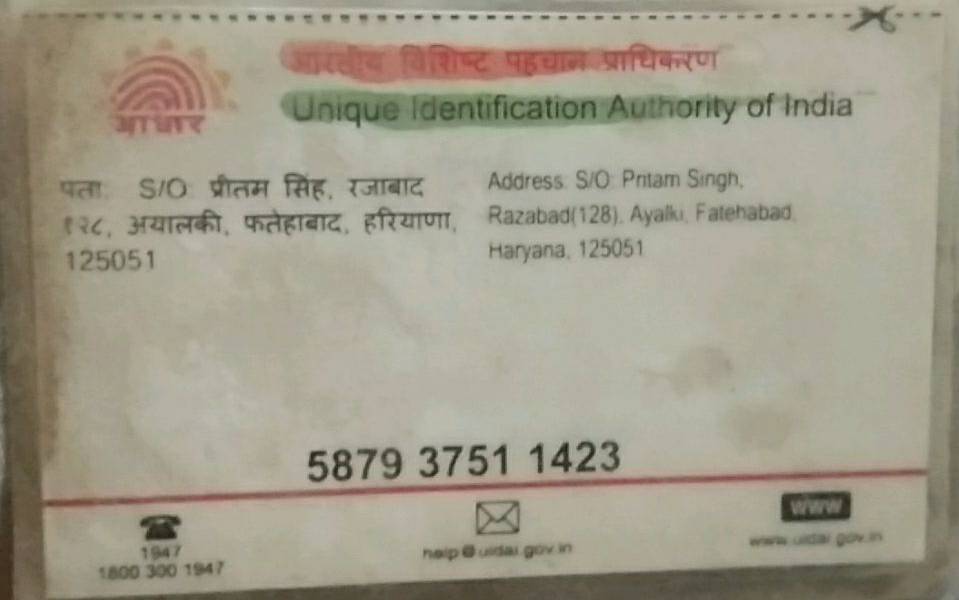 भारतीय विशिष्ट पहचान प्राधिकरण
Unique Identification Authority of India
आधार
पता: S/O प्रीतम सिंह, रजाबाद
१२८, अयालकी, फतेहाबाद, हरियाणा,
125051
Address: S/O: Pritam Singh,
Razabad(128), Ayalki, Fatehabad,
Haryana, 125051
5879 3751 1423
1947
1800 300 1947
help@uidai.gov.in
www
www.uidai.gov.in